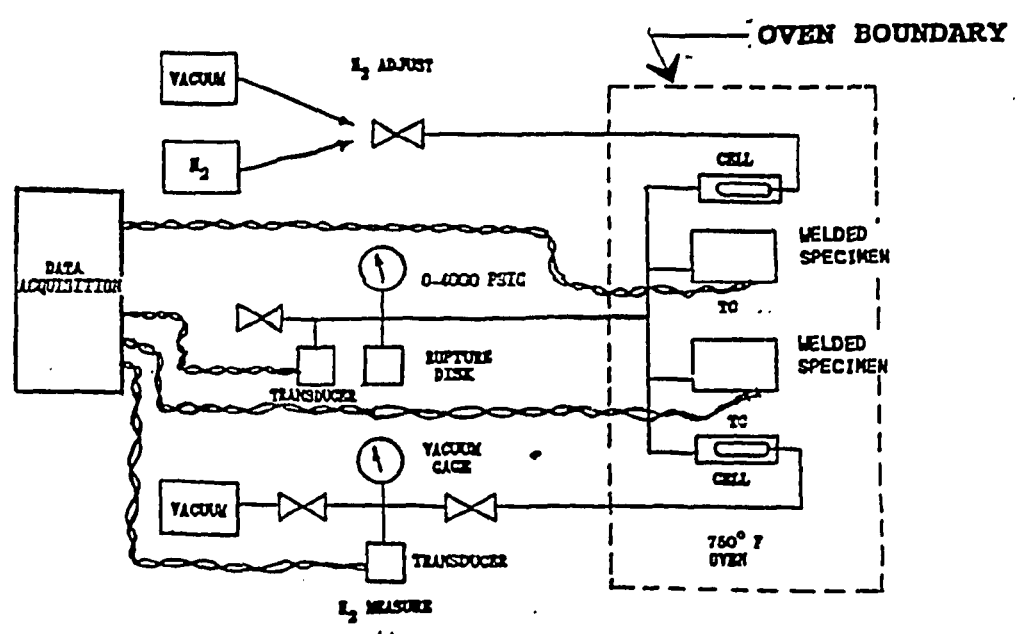 OVEN BOUNDARY
VACUUM
H₂ ADJUST
H₂
CELL
WELDED
SPECIMEN
TC
DATA
ACQUISITION
0-4000 PSIG
RUPTURE
DISK
TRANSDUCER
WELDED
SPECIMEN
TC
CELL
VACUUM
GAGE
VACUUM
TRANSDUCER
750° F
OVEN
H₂ MEASURE